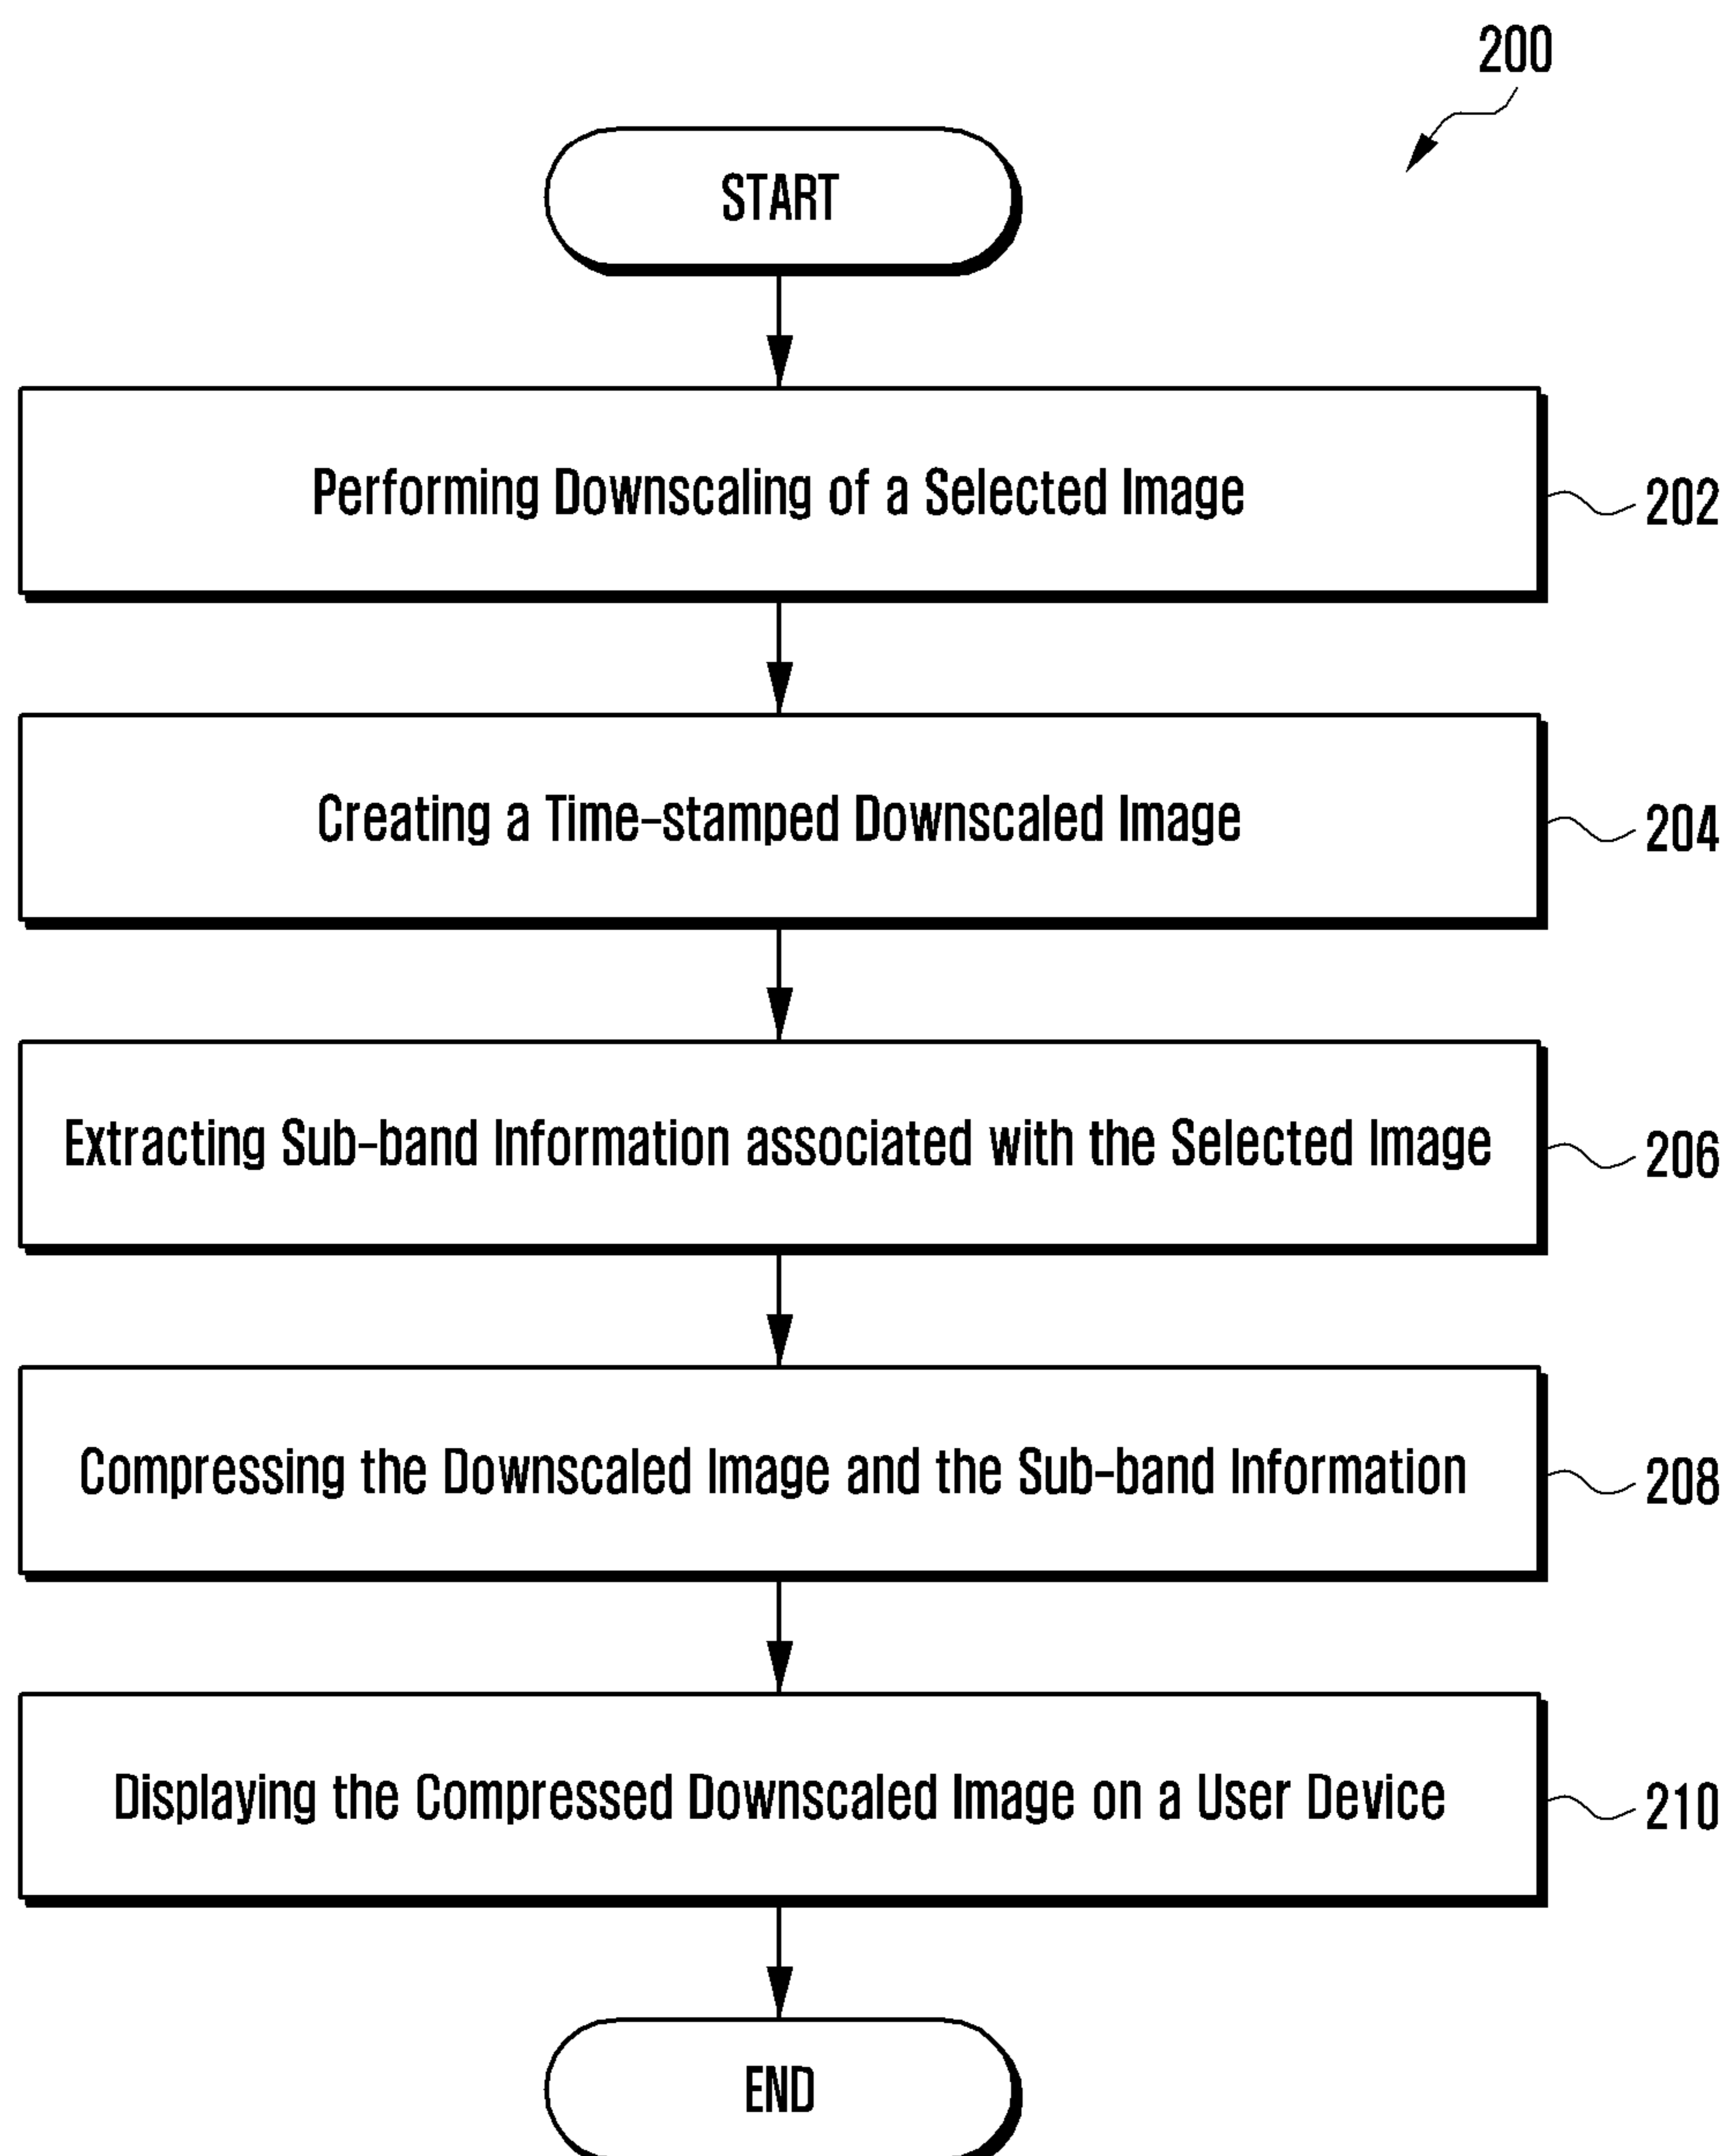 200
START
Performing Downscaling of a Selected Image
202
Creating a Time-stamped Downscaled Image
204
Extracting Sub-band Information associated with the Selected Image
206
Compressing the Downscaled Image and the Sub-band Information
208
Displaying the Compressed Downscaled Image on a User Device
210
END